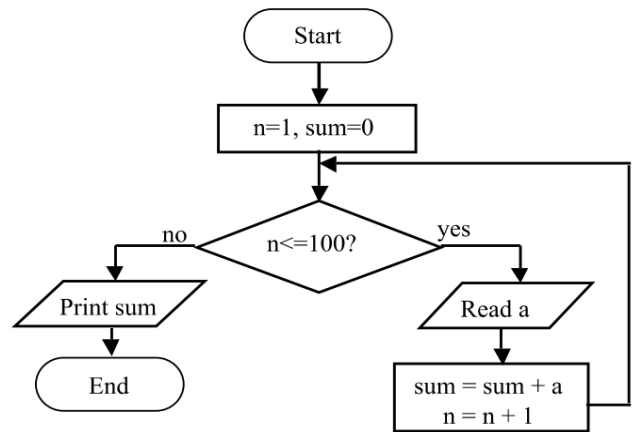 Start
n=1, sum=0
n<=100?
no
yes
Print sum
Read a
End
sum = sum + a
n = n + 1